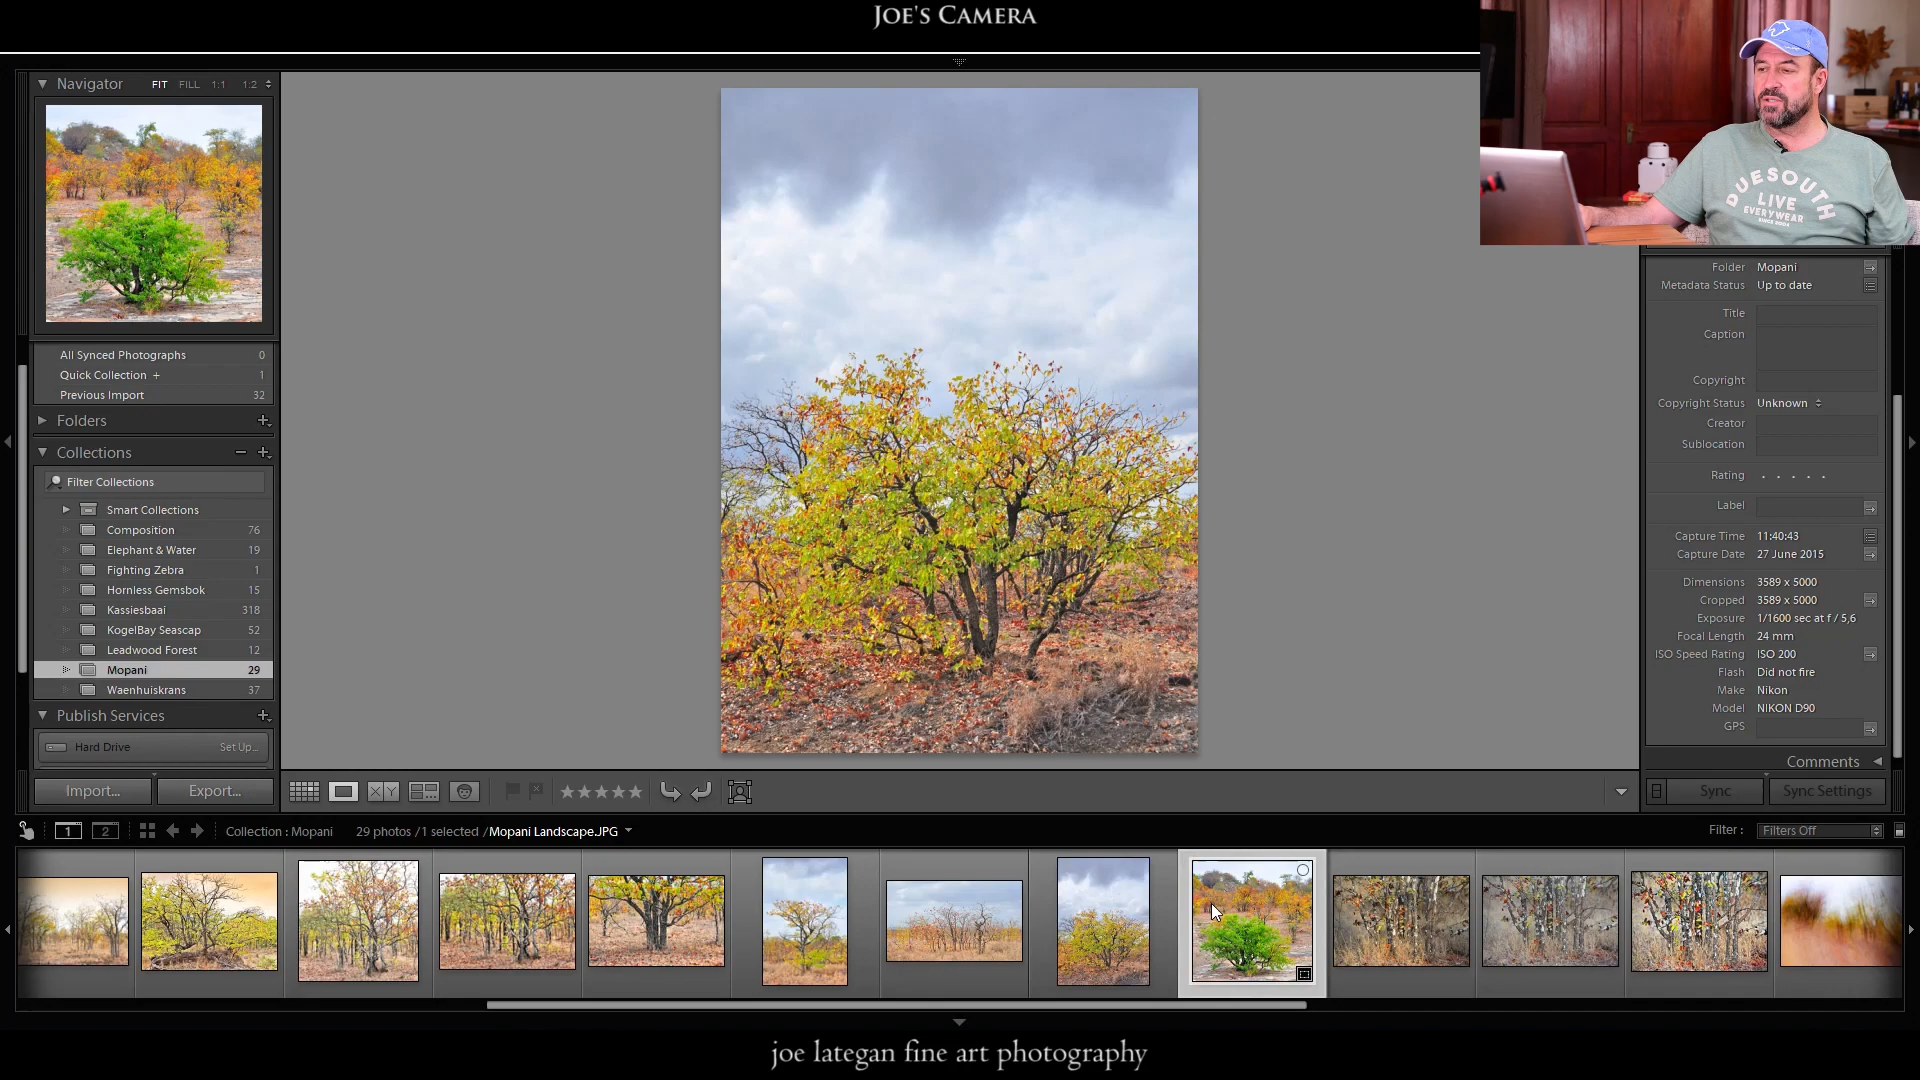 JOE'S CAMERA
Navigator FIT FILL 1:1 1:2
All Synced Photographs 0
Quick Collection + 1
Previous Import 32
Folders
Collections
Filter Collections
Smart Collections
Composition 76
Elephant & Water 19
Fighting Zebra 1
Hornless Gemsbok 15
Kassiesbaai 318
KogelBay Seascap 52
Leadwood Forest 12
Mopani 29
Waenhuiskrans 37
Publish Services
Hard Drive Set Up...
Import... Export...
DUESOUTH
LIVE
EVERYWEAR
SINCE 2004
Folder Mopani
Metadata Status Up to date
Title
Caption
Copyright
Copyright Status Unknown
Creator
Sublocation
Rating
Label
Capture Time 11:40:43
Capture Date 27 June 2015
Dimensions 3589 x 5000
Cropped 3589 x 5000
Exposure 1/1600 sec at f / 5,6
Focal Length 24 mm
ISO Speed Rating ISO 200
Flash Did not fire
Make Nikon
Model NIKON D90
GPS
Comments
Sync Sync Settings
X Y
1 2 Collection : Mopani 29 photos / 1 selected / Mopani Landscape.JPG Filter : Filters Off
joe lategan fine art photography